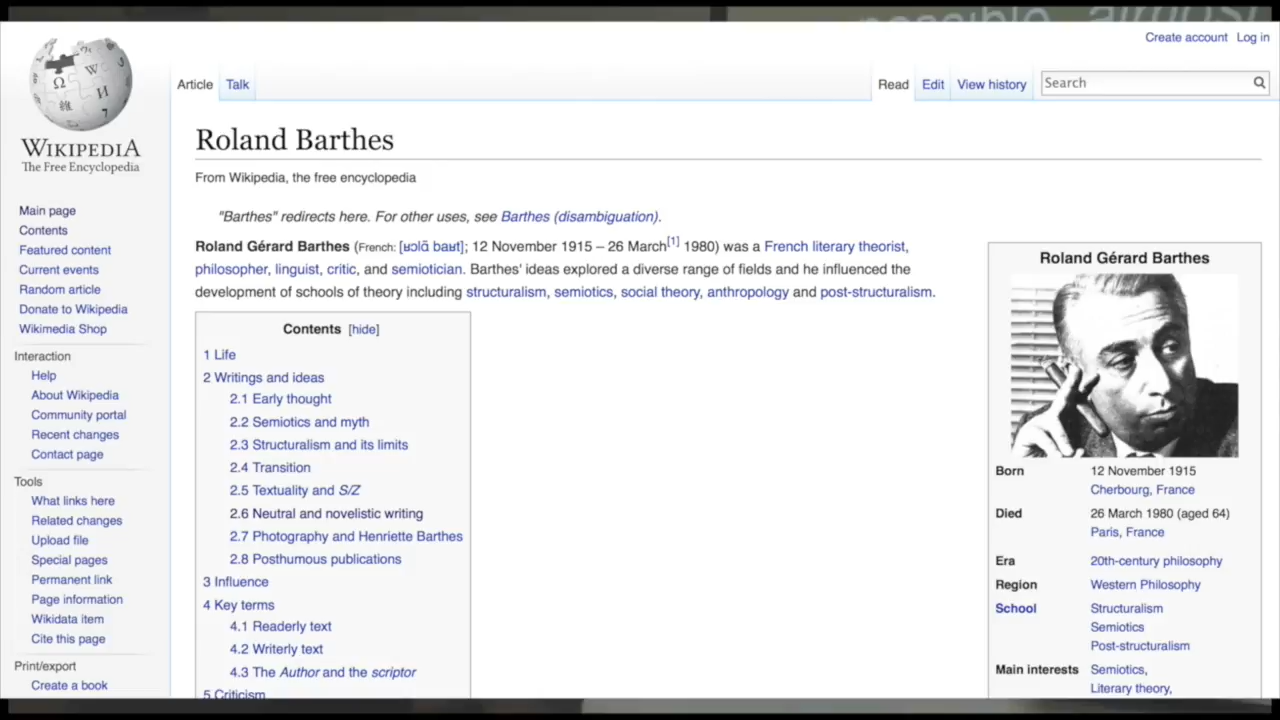 possible, almost
Create account Log in
Article Talk Read Edit View history Search
WIKIPEDIA
The Free Encyclopedia
Main page
Contents
Featured content
Current events
Random article
Donate to Wikipedia
Wikimedia Shop
Interaction
Help
About Wikipedia
Community portal
Recent changes
Contact page
Tools
What links here
Related changes
Upload file
Special pages
Permanent link
Page information
Wikidata item
Cite this page
Print/export
Create a book
Roland Barthes
From Wikipedia, the free encyclopedia
"Barthes" redirects here. For other uses, see Barthes (disambiguation).
Roland Gérard Barthes (French: [ʁɔlɑ̃ baʁt]; 12 November 1915 – 26 March[1] 1980) was a French literary theorist,
philosopher, linguist, critic, and semiotician. Barthes' ideas explored a diverse range of fields and he influenced the
development of schools of theory including structuralism, semiotics, social theory, anthropology and post-structuralism.
Contents [hide]
1 Life
2 Writings and ideas
2.1 Early thought
2.2 Semiotics and myth
2.3 Structuralism and its limits
2.4 Transition
2.5 Textuality and S/Z
2.6 Neutral and novelistic writing
2.7 Photography and Henriette Barthes
2.8 Posthumous publications
3 Influence
4 Key terms
4.1 Readerly text
4.2 Writerly text
4.3 The Author and the scriptor
5 Criticism
Roland Gérard Barthes
Born 12 November 1915
Cherbourg, France
Died 26 March 1980 (aged 64)
Paris, France
Era 20th-century philosophy
Region Western Philosophy
School Structuralism
Semiotics
Post-structuralism
Main interests Semiotics,
Literary theory,